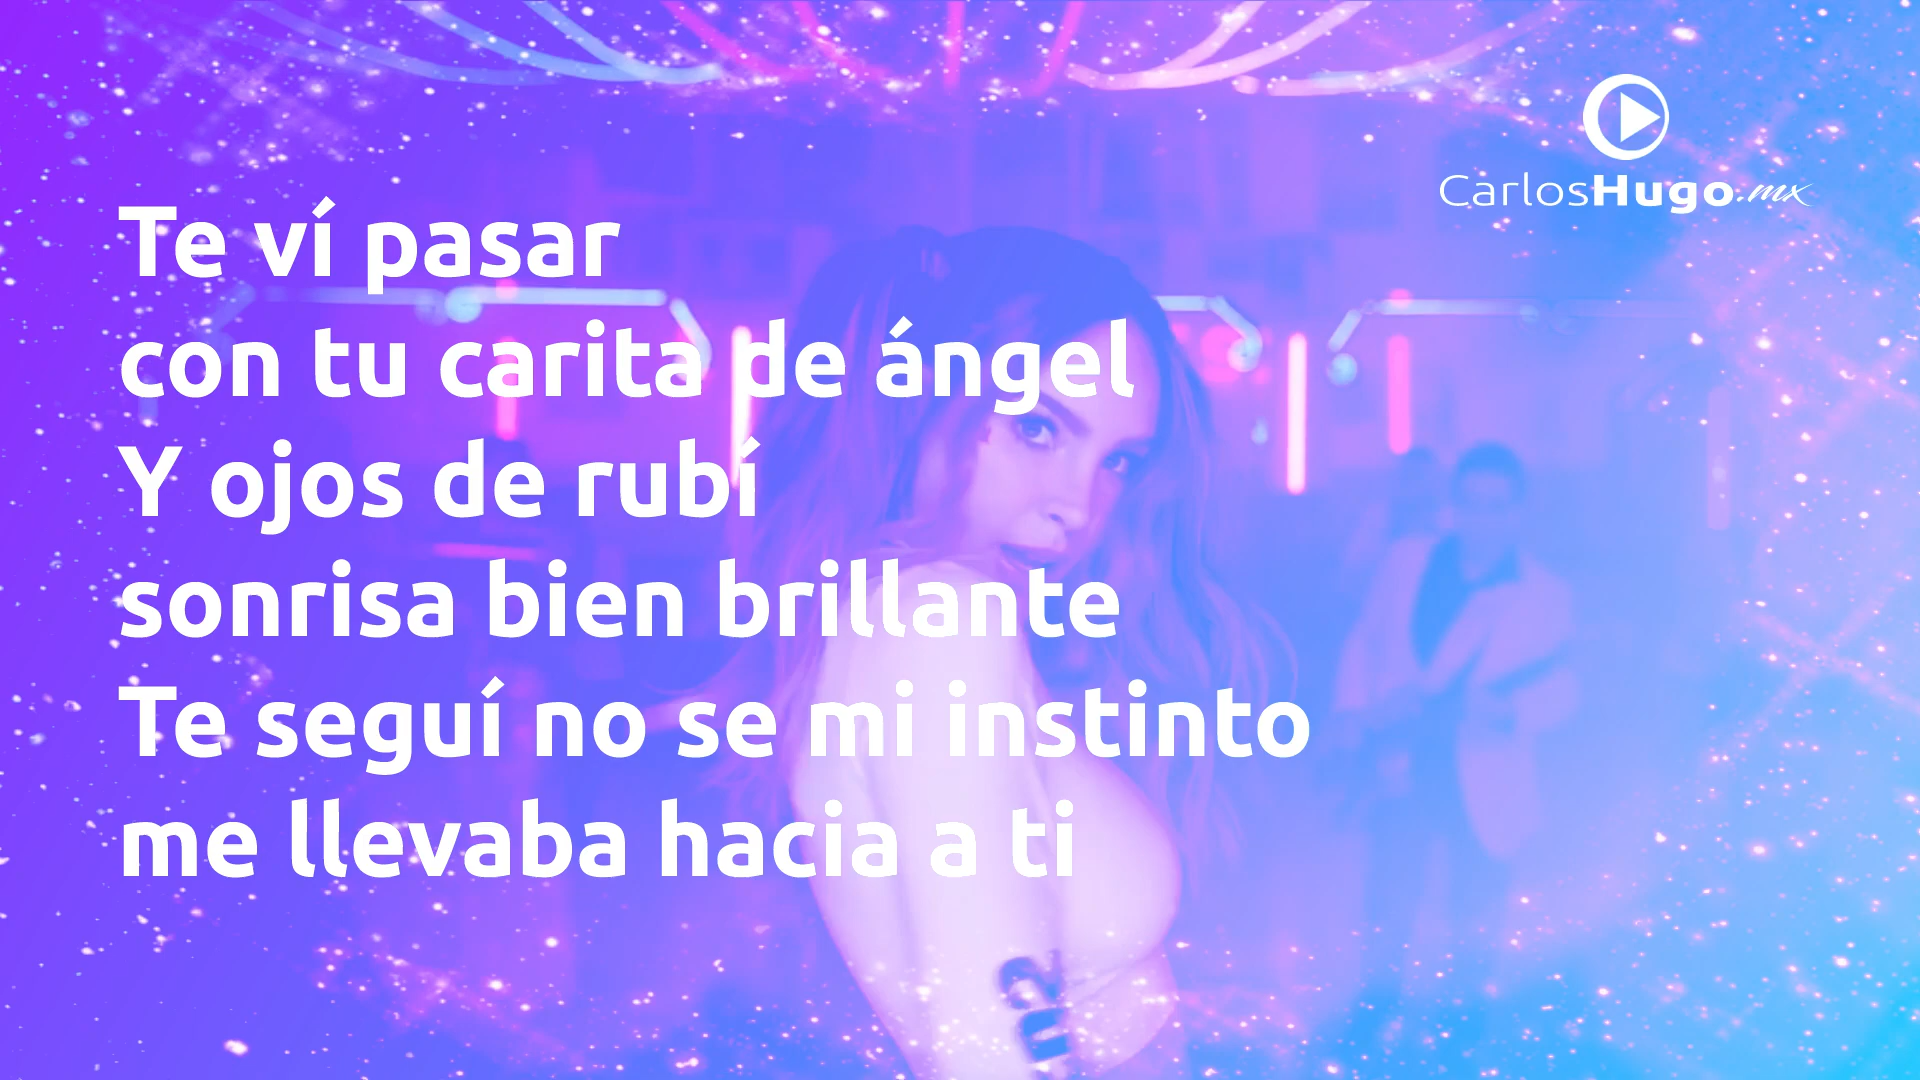 CarlosHugo.mx
Te ví pasar
con tu carita de ángel
Y ojos de rubí
sonrisa bien brillante
Te seguí no se mi instinto
me llevaba hacia a ti